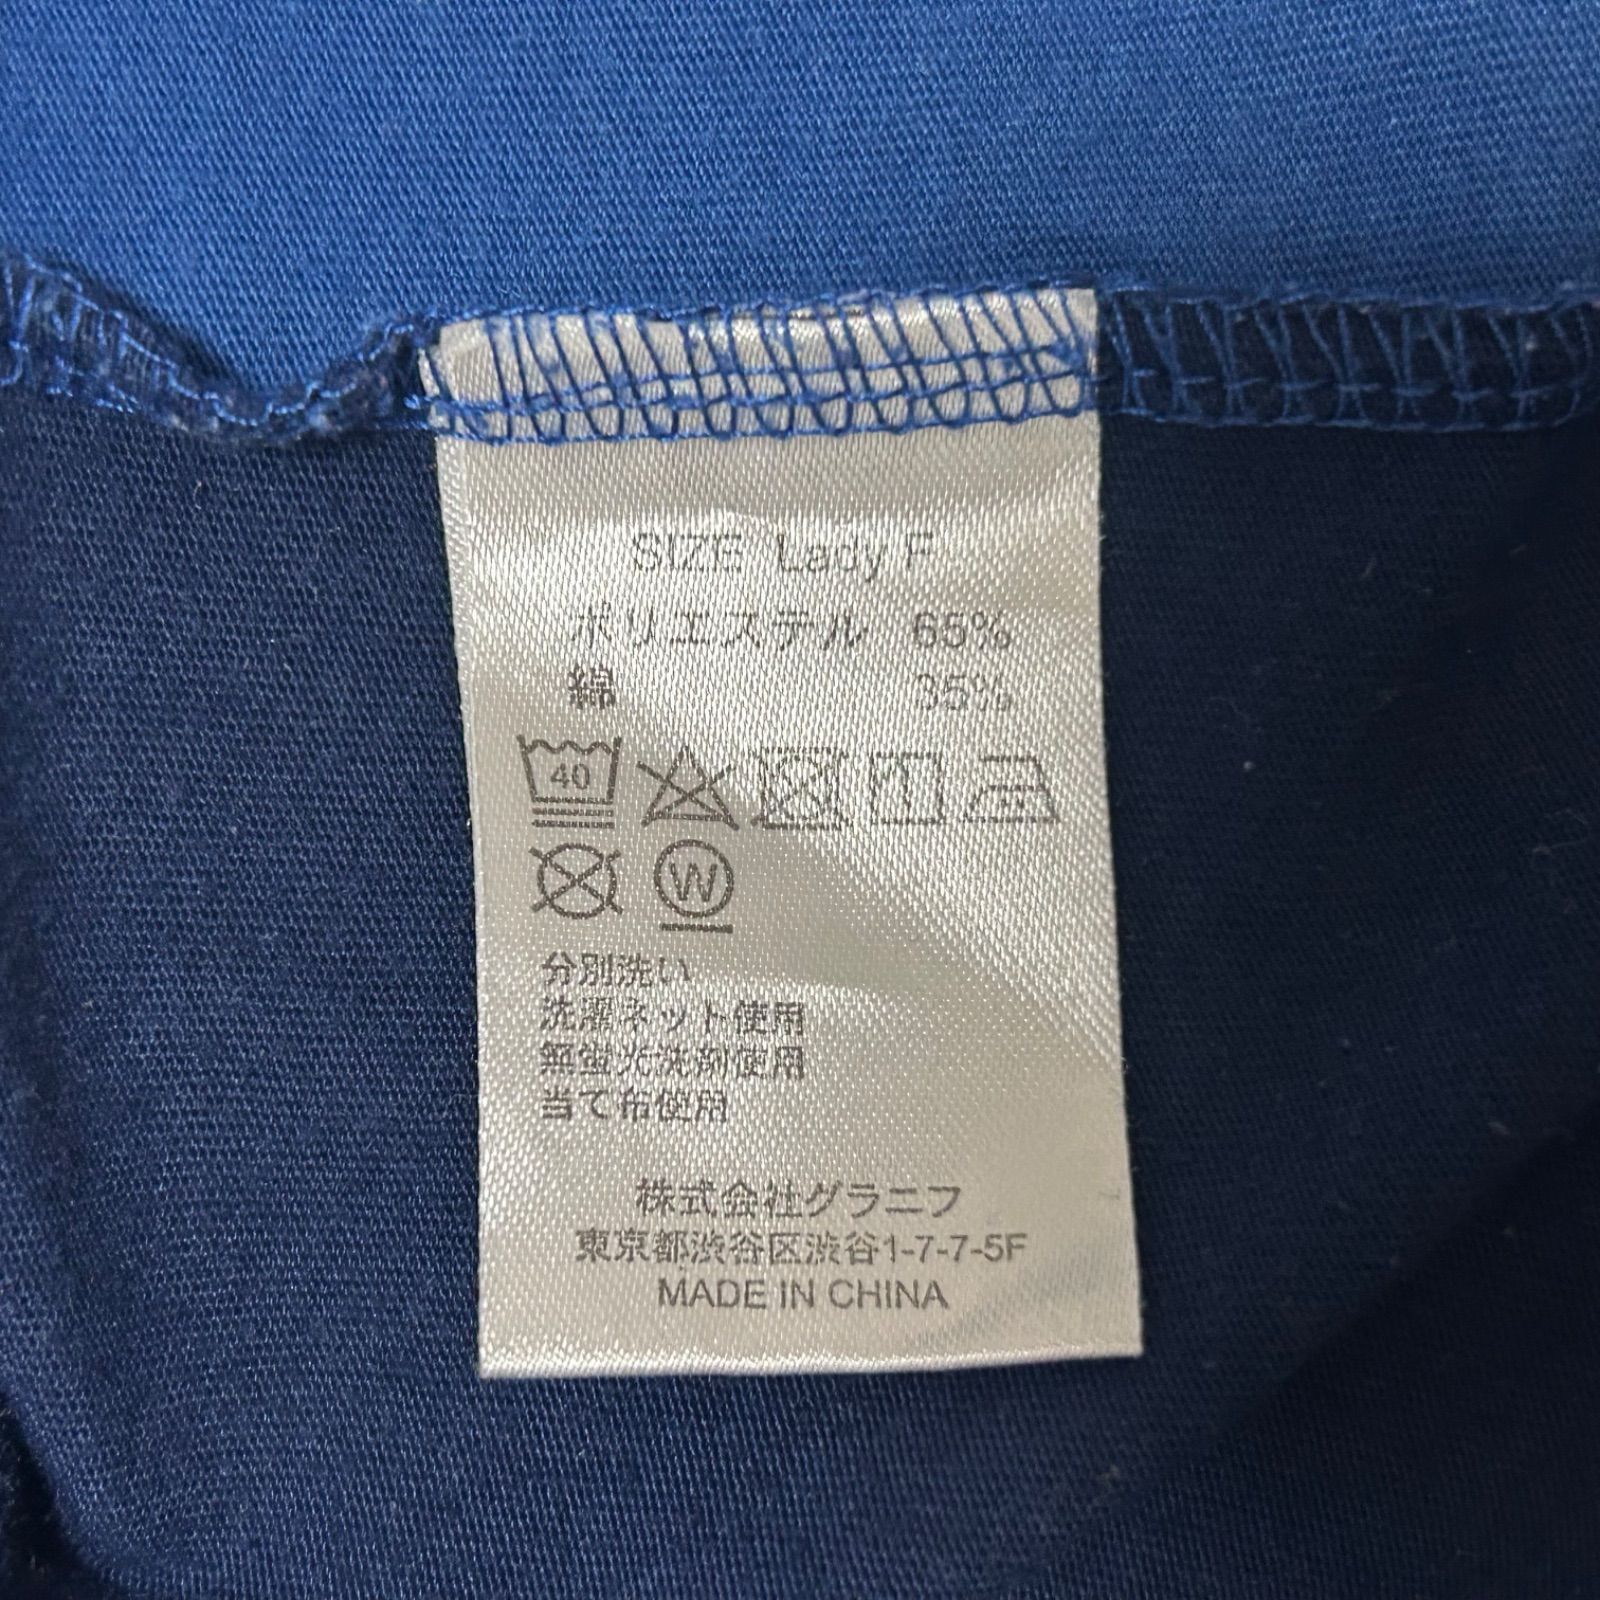 SIZE Lady F
ポリエステル 65%
綿 35%
40
W
分別洗い
洗濯ネット使用
無蛍光洗剤使用
当て布使用
株式会社グラニフ
東京都渋谷区渋谷1-7-7-5F
MADE IN CHINA